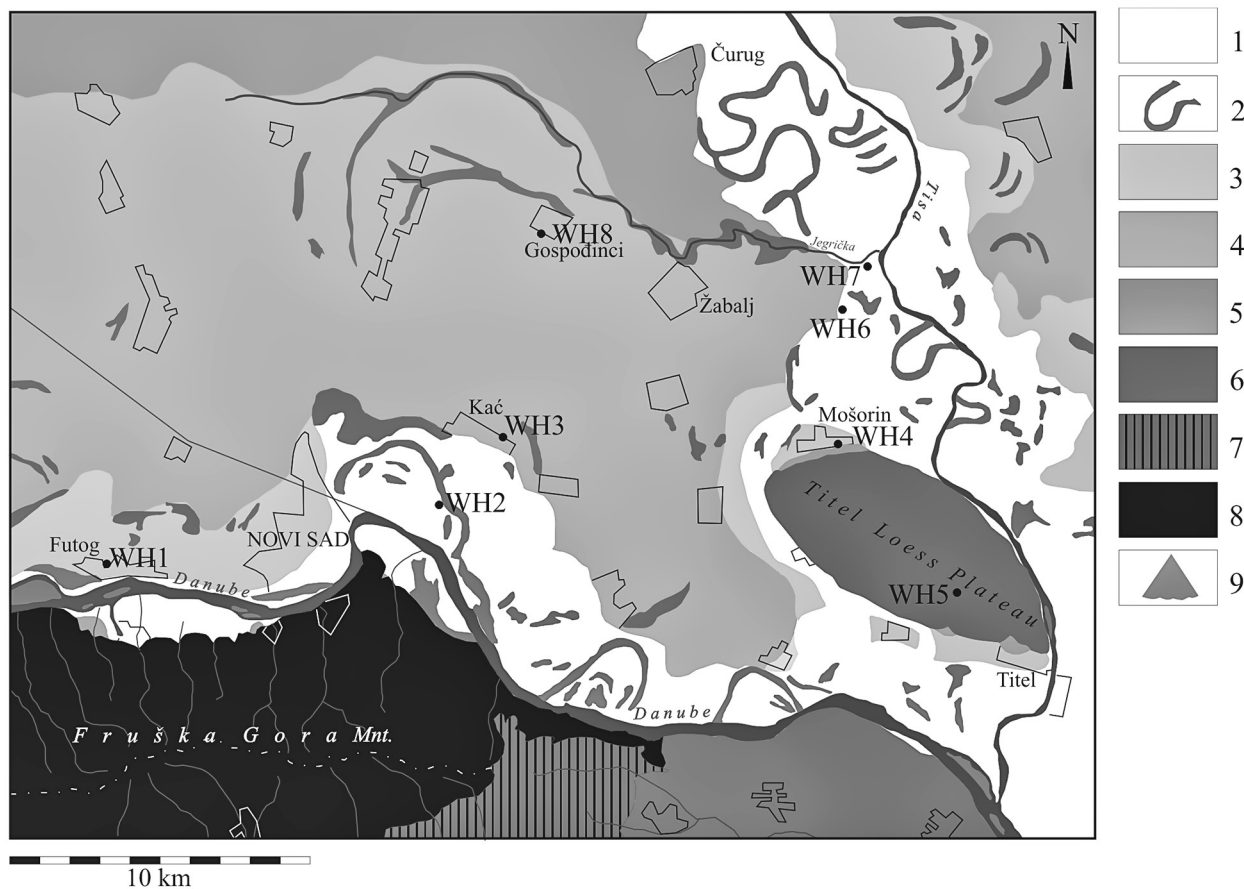 N
Čurug
Tisa
Jegrička
WH8
Gospođinci
WH7
Žabalj
WH6
Kać
WH3
Mošorin
WH4
Titel Loess Plateau
WH2
NOVI SAD
Futog
WH1
Danube
WH5
Titel
Danube
Fruška Gora Mnt.
10 km
1
2
3
4
5
6
7
8
9